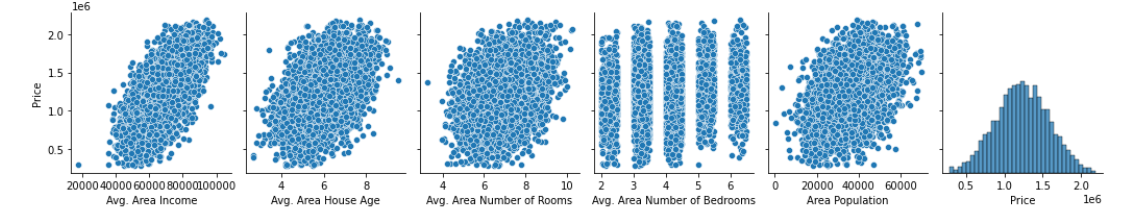 1e6
2.0
1.5
1.0
0.5
Price
20000 40000 60000 80000 100000
Avg. Area Income
4 6 8
Avg. Area House Age
4 6 8 10
Avg. Area Number of Rooms
2 3 4 5 6
Avg. Area Number of Bedrooms
0 20000 40000 60000
Area Population
0.5 1.0 1.5 2.0
Price
1e6